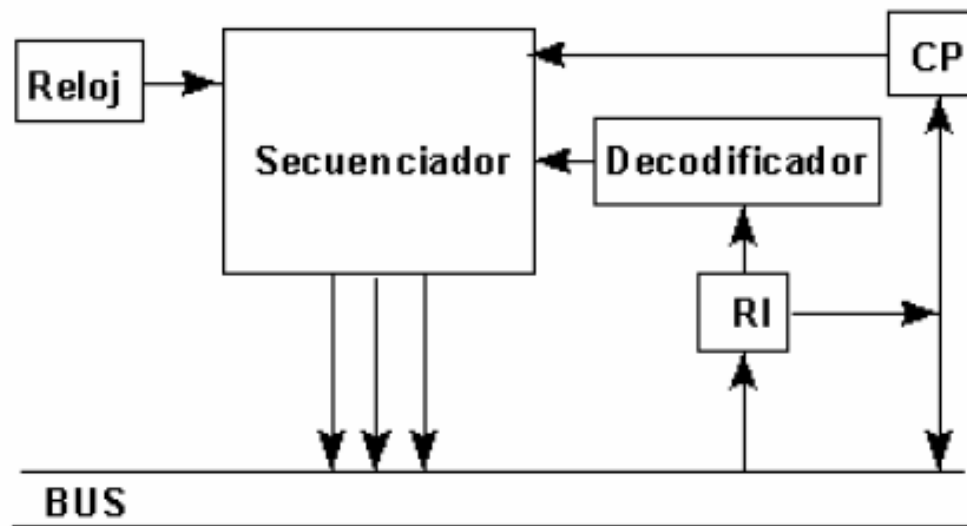 Reloj
Secuenciador
CP
Decodificador
RI
BUS